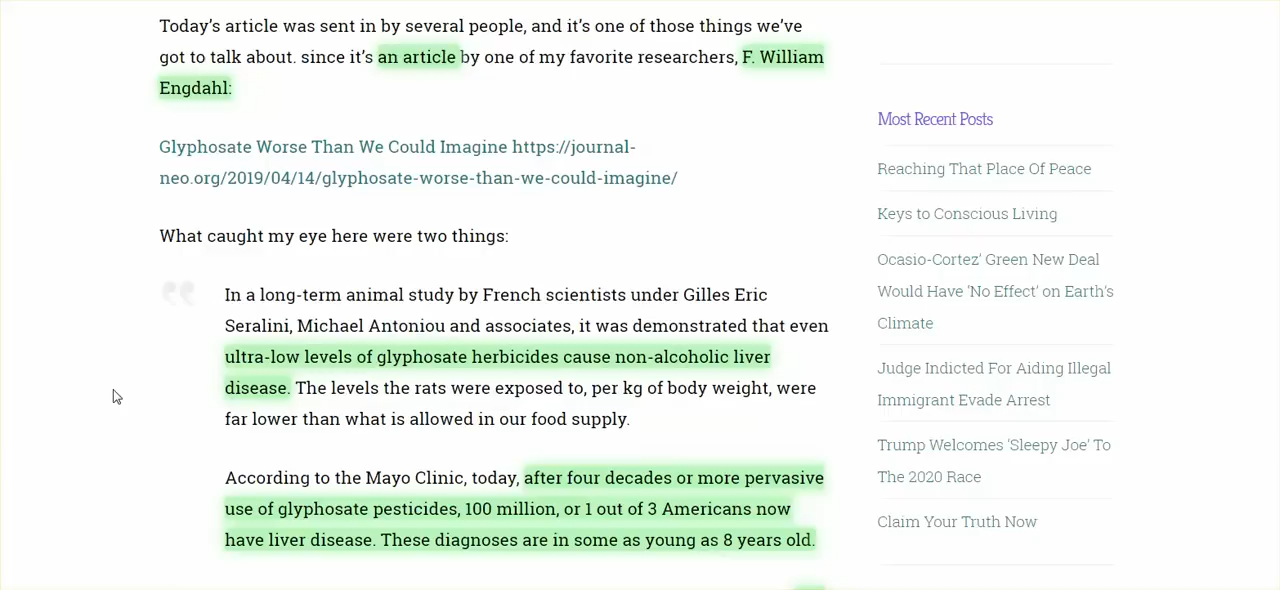 Today’s article was sent in by several people, and it’s one of those things we’ve
got to talk about. since it’s an article by one of my favorite researchers, F. William
Engdahl:
Glyphosate Worse Than We Could Imagine https://journal-
neo.org/2019/04/14/glyphosate-worse-than-we-could-imagine/
What caught my eye here were two things:
In a long-term animal study by French scientists under Gilles Eric
Seralini, Michael Antoniou and associates, it was demonstrated that even
ultra-low levels of glyphosate herbicides cause non-alcoholic liver
disease. The levels the rats were exposed to, per kg of body weight, were
far lower than what is allowed in our food supply.
According to the Mayo Clinic, today, after four decades or more pervasive
use of glyphosate pesticides, 100 million, or 1 out of 3 Americans now
have liver disease. These diagnoses are in some as young as 8 years old.
Most Recent Posts
Reaching That Place Of Peace
Keys to Conscious Living
Ocasio-Cortez’ Green New Deal
Would Have ‘No Effect’ on Earth’s
Climate
Judge Indicted For Aiding Illegal
Immigrant Evade Arrest
Trump Welcomes ‘Sleepy Joe’ To
The 2020 Race
Claim Your Truth Now